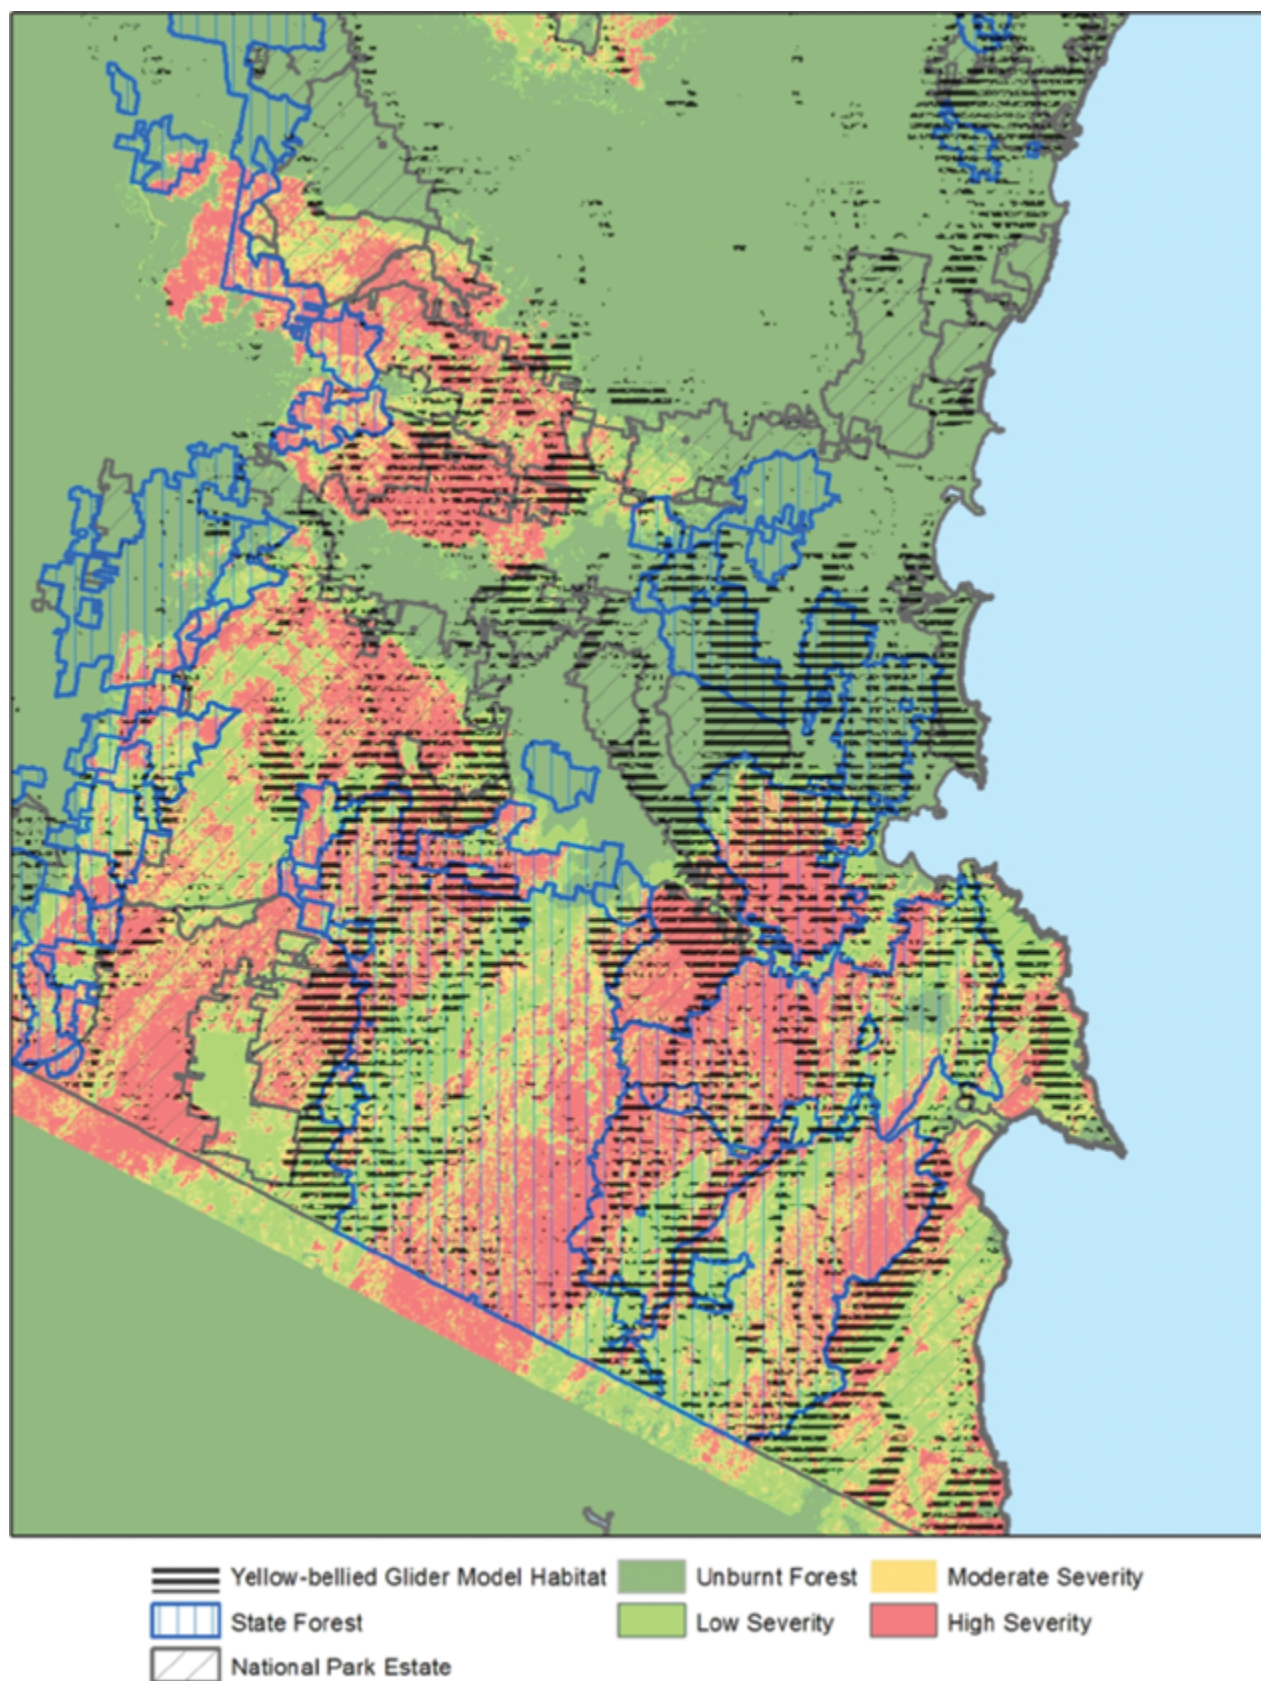 Yellow-bellied Glider Model Habitat
Unburnt Forest
Moderate Severity
State Forest
Low Severity
High Severity
National Park Estate